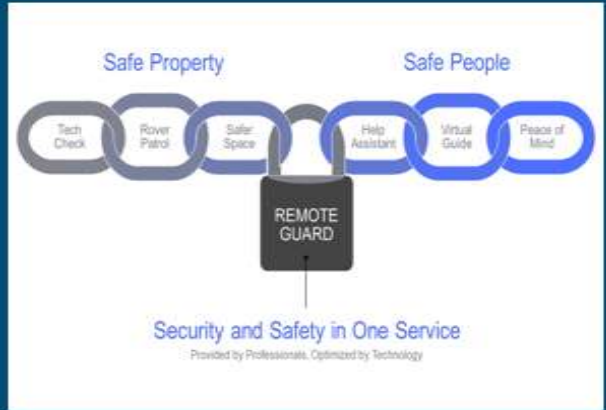 Safe Property
Safe People
Tech
Check
Rover
Patrol
Safer
Space
Help
Assistant
Virtual
Guide
Peace of
Mind
REMOTE
GUARD
Security and Safety in One Service
Provided by Professionals, Optimized by Technology